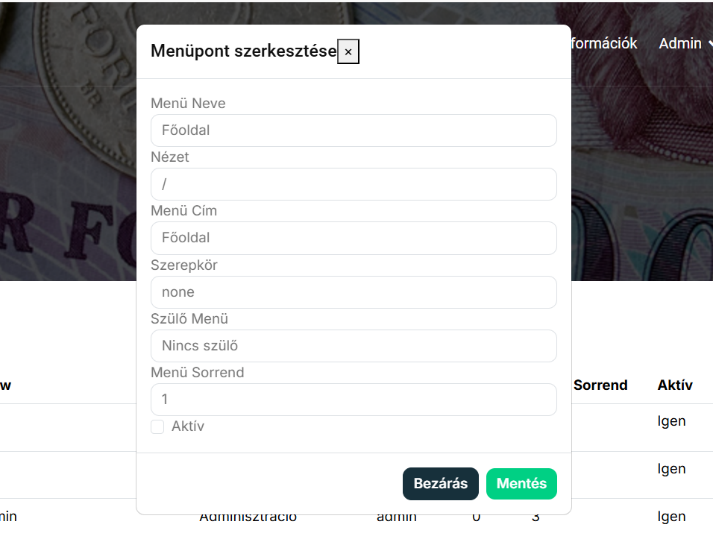 Menüpont szerkesztése ×
formációk Admin
Menü Neve
Főoldal
Nézet
/
Menü Cím
Főoldal
Szerepkör
none
Szülő Menü
Nincs szülő
Menü Sorrend
w Sorrend Aktív
1
Igen
Aktív
Igen
Bezárás Mentés
min Adminisztráció admin 0 3 Igen